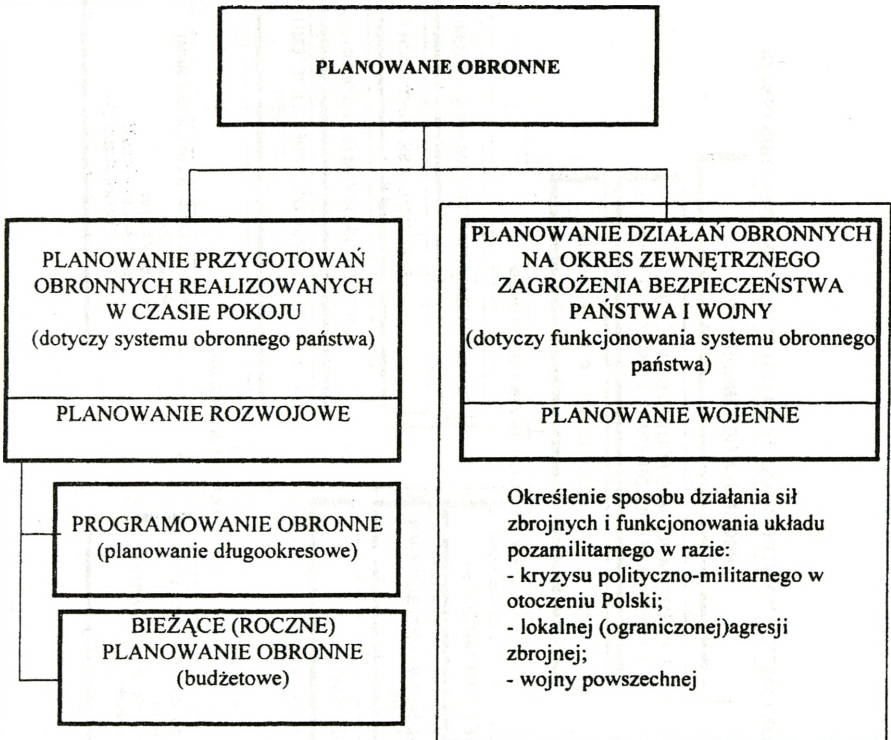 PLANOWANIE OBRONNE
PLANOWANIE PRZYGOTOWAŃ
OBRONNYCH REALIZOWANYCH
W CZASIE POKOJU
(dotyczy systemu obronnego państwa)
PLANOWANIE ROZWOJOWE
PROGRAMOWANIE OBRONNE
(planowanie długookresowe)
BIEŻĄCE (ROCZNE)
PLANOWANIE OBRONNE
(budżetowe)
PLANOWANIE DZIAŁAŃ OBRONNYCH
NA OKRES ZEWNĘTRZNEGO
ZAGROŻENIA BEZPIECZEŃSTWA
PAŃSTWA I WOJNY
(dotyczy funkcjonowania systemu obronnego
państwa)
PLANOWANIE WOJENNE
Określenie sposobu działania sił
zbrojnych i funkcjonowania układu
pozamilitarnego w razie:
- kryzysu polityczno-militarnego w
otoczeniu Polski;
- lokalnej (ograniczonej)agresji
zbrojnej;
- wojny powszechnej